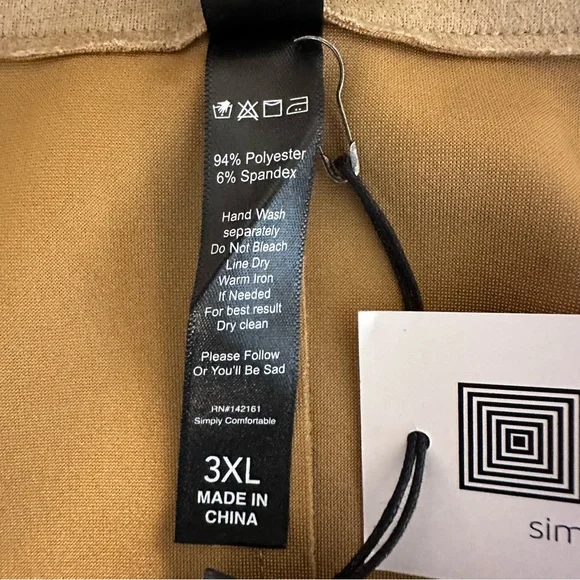 94% Polyester
6% Spandex
Hand Wash
separately
Do Not Bleach
Line Dry
Warm Iron
If Needed
For best result
Dry clean
Please Follow
Or You'll Be Sad
RN#142161
Simply Comfortable
3XL
MADE IN
CHINA
sim